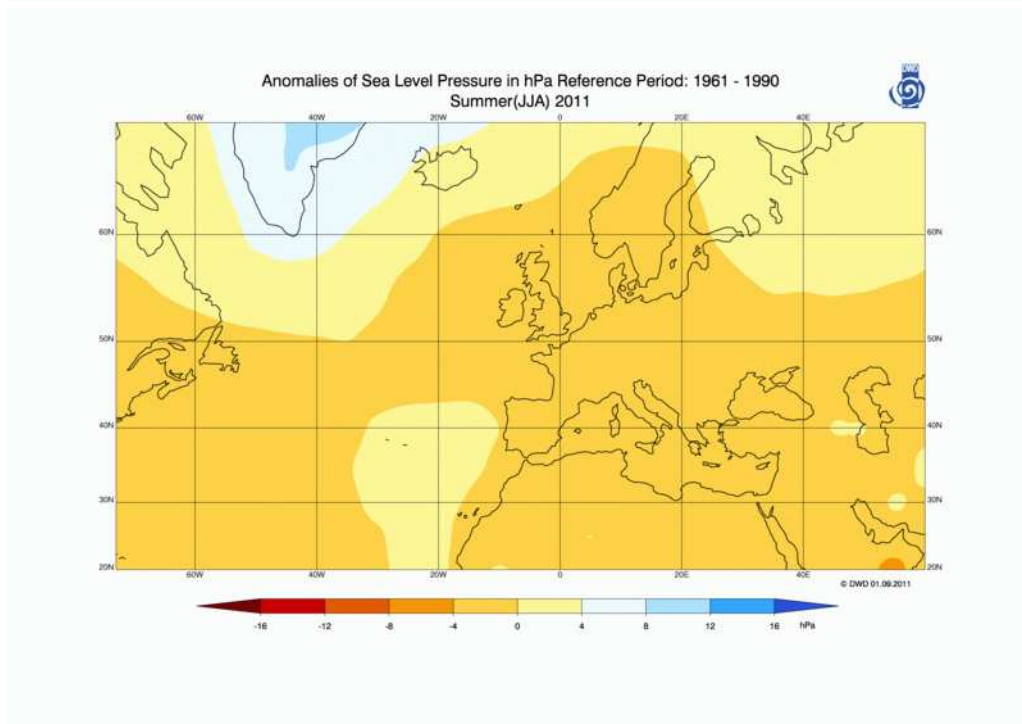 Anomalies of Sea Level Pressure in hPa Reference Period: 1961 - 1990
Summer(JJA) 2011
DWD
60W 40W 20W 0 20E 40E
60N 60N
50N 50N
40N 40N
30N 30N
20N 20N
60W 40W 20W 0 20E 40E
© DWD 01.09.2011
-16 -12 -8 -4 0 4 8 12 16 hPa